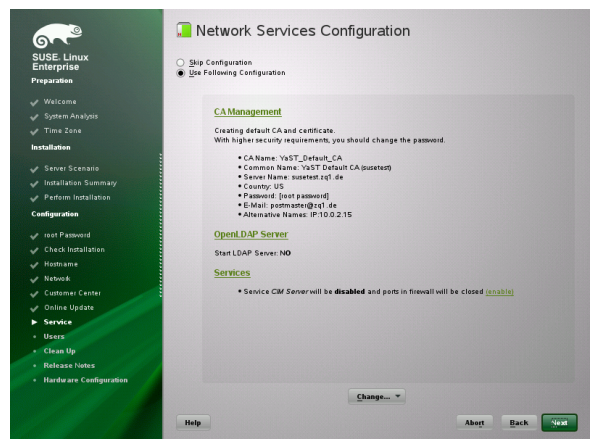 SUSE. Linux
Enterprise
Preparation
Welcome
System Analysis
Time Zone
Installation
Server Scenario
Installation Summary
Perform Installation
Configuration
root Password
Check Installation
Hostname
Network
Customer Center
Online Update
Service
Users
Clean Up
Release Notes
Hardware Configuration
Network Services Configuration
Skip Configuration
Use Following Configuration
CA Management
Creating default CA and certificate.
With higher security requirements, you should change the password.
• CA Name: YaST_Default_CA
• Common Name: YaST Default CA (susetest)
• Server Name: susetest.zq1.de
• Country: US
• Password: [root password]
• E-Mail: postmaster@zq1.de
• Alternative Names: IP:10.0.2.15
OpenLDAP Server
Start LDAP Server: NO
Services
• Service CIM Server will be disabled and ports in firewall will be closed (enable)
Change...
Help
Abort
Back
Next